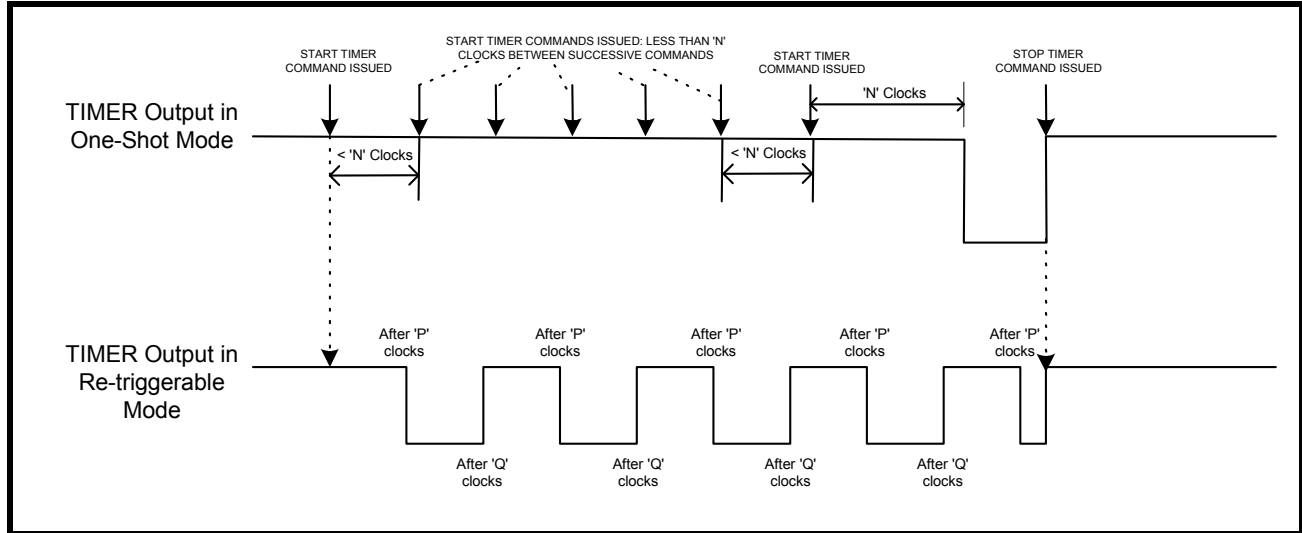 START TIMER
COMMAND ISSUED
START TIMER COMMANDS ISSUED: LESS THAN 'N'
CLOCKS BETWEEN SUCCESSIVE COMMANDS
START TIMER
COMMAND ISSUED
STOP TIMER
COMMAND ISSUED
TIMER Output in
One-Shot Mode
'N' Clocks
< 'N' Clocks
< 'N' Clocks
TIMER Output in
Re-triggerable
Mode
After 'P'
clocks
After 'P'
clocks
After 'P'
clocks
After 'P'
clocks
After 'P'
clocks
After 'Q'
clocks
After 'Q'
clocks
After 'Q'
clocks
After 'Q'
clocks